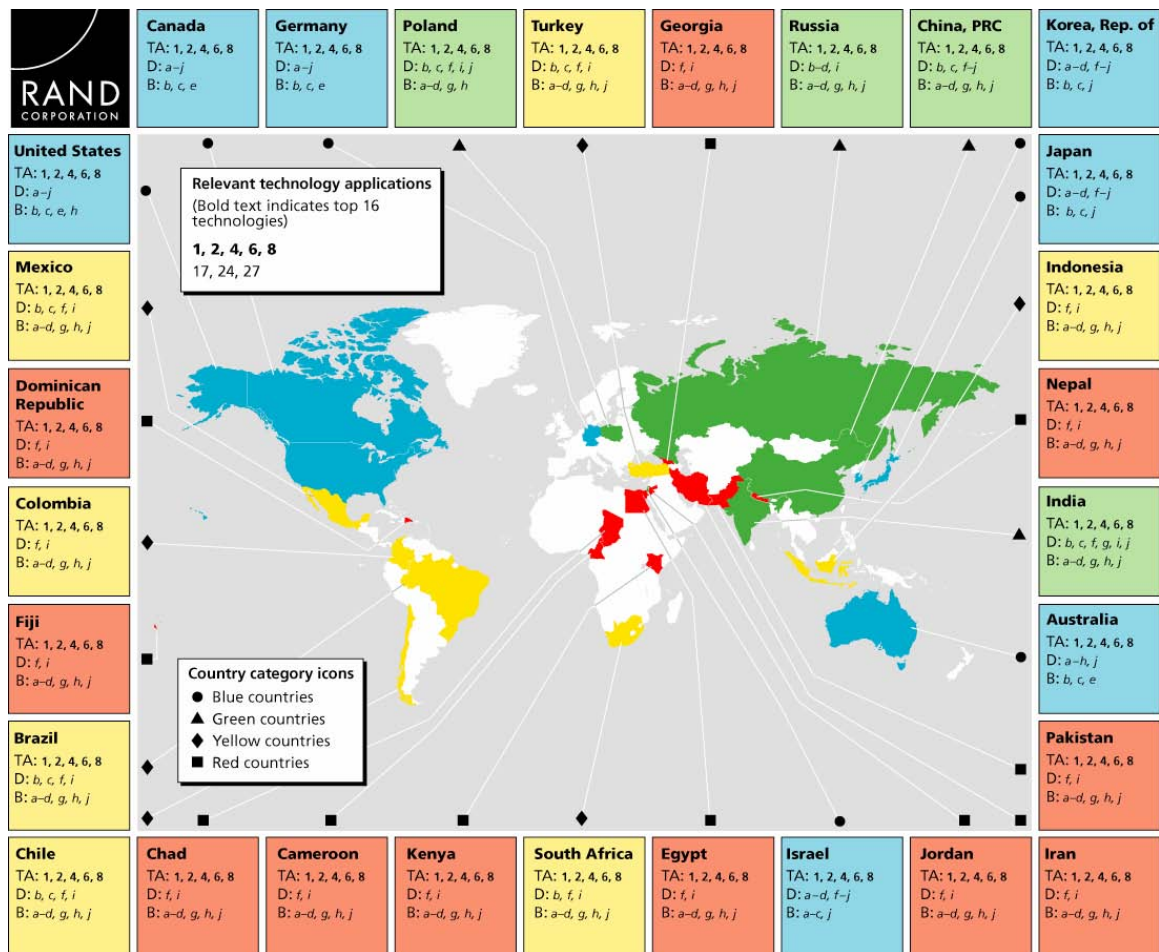 RAND
CORPORATION
Canada
TA: 1, 2, 4, 6, 8
D: a–j
B: b, c, e
Germany
TA: 1, 2, 4, 6, 8
D: a–j
B: b, c, e
Poland
TA: 1, 2, 4, 6, 8
D: b, c, f, i, j
B: a–d, g, h
Turkey
TA: 1, 2, 4, 6, 8
D: b, c, f, i
B: a–d, g, h, j
Georgia
TA: 1, 2, 4, 6, 8
D: f, i
B: a–d, g, h, j
Russia
TA: 1, 2, 4, 6, 8
D: b–d, i
B: a–d, g, h, j
China, PRC
TA: 1, 2, 4, 6, 8
D: b, c, f–j
B: a–d, g, h, j
Korea, Rep. of
TA: 1, 2, 4, 6, 8
D: a–d, f–j
B: b, c, j
United States
TA: 1, 2, 4, 6, 8
D: a–j
B: b, c, e, h
Relevant technology applications
(Bold text indicates top 16
technologies)
1, 2, 4, 6, 8
17, 24, 27
Japan
TA: 1, 2, 4, 6, 8
D: a–d, f–j
B: b, c, j
Mexico
TA: 1, 2, 4, 6, 8
D: b, c, f, i
B: a–d, g, h, j
Indonesia
TA: 1, 2, 4, 6, 8
D: f, i
B: a–d, g, h, j
Dominican
Republic
TA: 1, 2, 4, 6, 8
D: f, i
B: a–d, g, h, j
Nepal
TA: 1, 2, 4, 6, 8
D: f, i
B: a–d, g, h, j
Colombia
TA: 1, 2, 4, 6, 8
D: f, i
B: a–d, g, h, j
India
TA: 1, 2, 4, 6, 8
D: b, c, f, g, i, j
B: a–d, g, h, j
Fiji
TA: 1, 2, 4, 6, 8
D: f, i
B: a–d, g, h, j
Country category icons
Blue countries
Green countries
Yellow countries
Red countries
Australia
TA: 1, 2, 4, 6, 8
D: a–h, j
B: b, c, e
Brazil
TA: 1, 2, 4, 6, 8
D: b, c, f, i
B: a–d, g, h, j
Pakistan
TA: 1, 2, 4, 6, 8
D: f, i
B: a–d, g, h, j
Chile
TA: 1, 2, 4, 6, 8
D: b, c, f, i
B: a–d, g, h, j
Chad
TA: 1, 2, 4, 6, 8
D: f, i
B: a–d, g, h, j
Cameroon
TA: 1, 2, 4, 6, 8
D: f, i
B: a–d, g, h, j
Kenya
TA: 1, 2, 4, 6, 8
D: f, i
B: a–d, g, h, j
South Africa
TA: 1, 2, 4, 6, 8
D: b, f, i
B: a–d, g, h, j
Egypt
TA: 1, 2, 4, 6, 8
D: f, i
B: a–d, g, h, j
Israel
TA: 1, 2, 4, 6, 8
D: a–d, f–j
B: a–c, j
Jordan
TA: 1, 2, 4, 6, 8
D: f, i
B: a–d, g, h, j
Iran
TA: 1, 2, 4, 6, 8
D: f, i
B: a–d, g, h, j